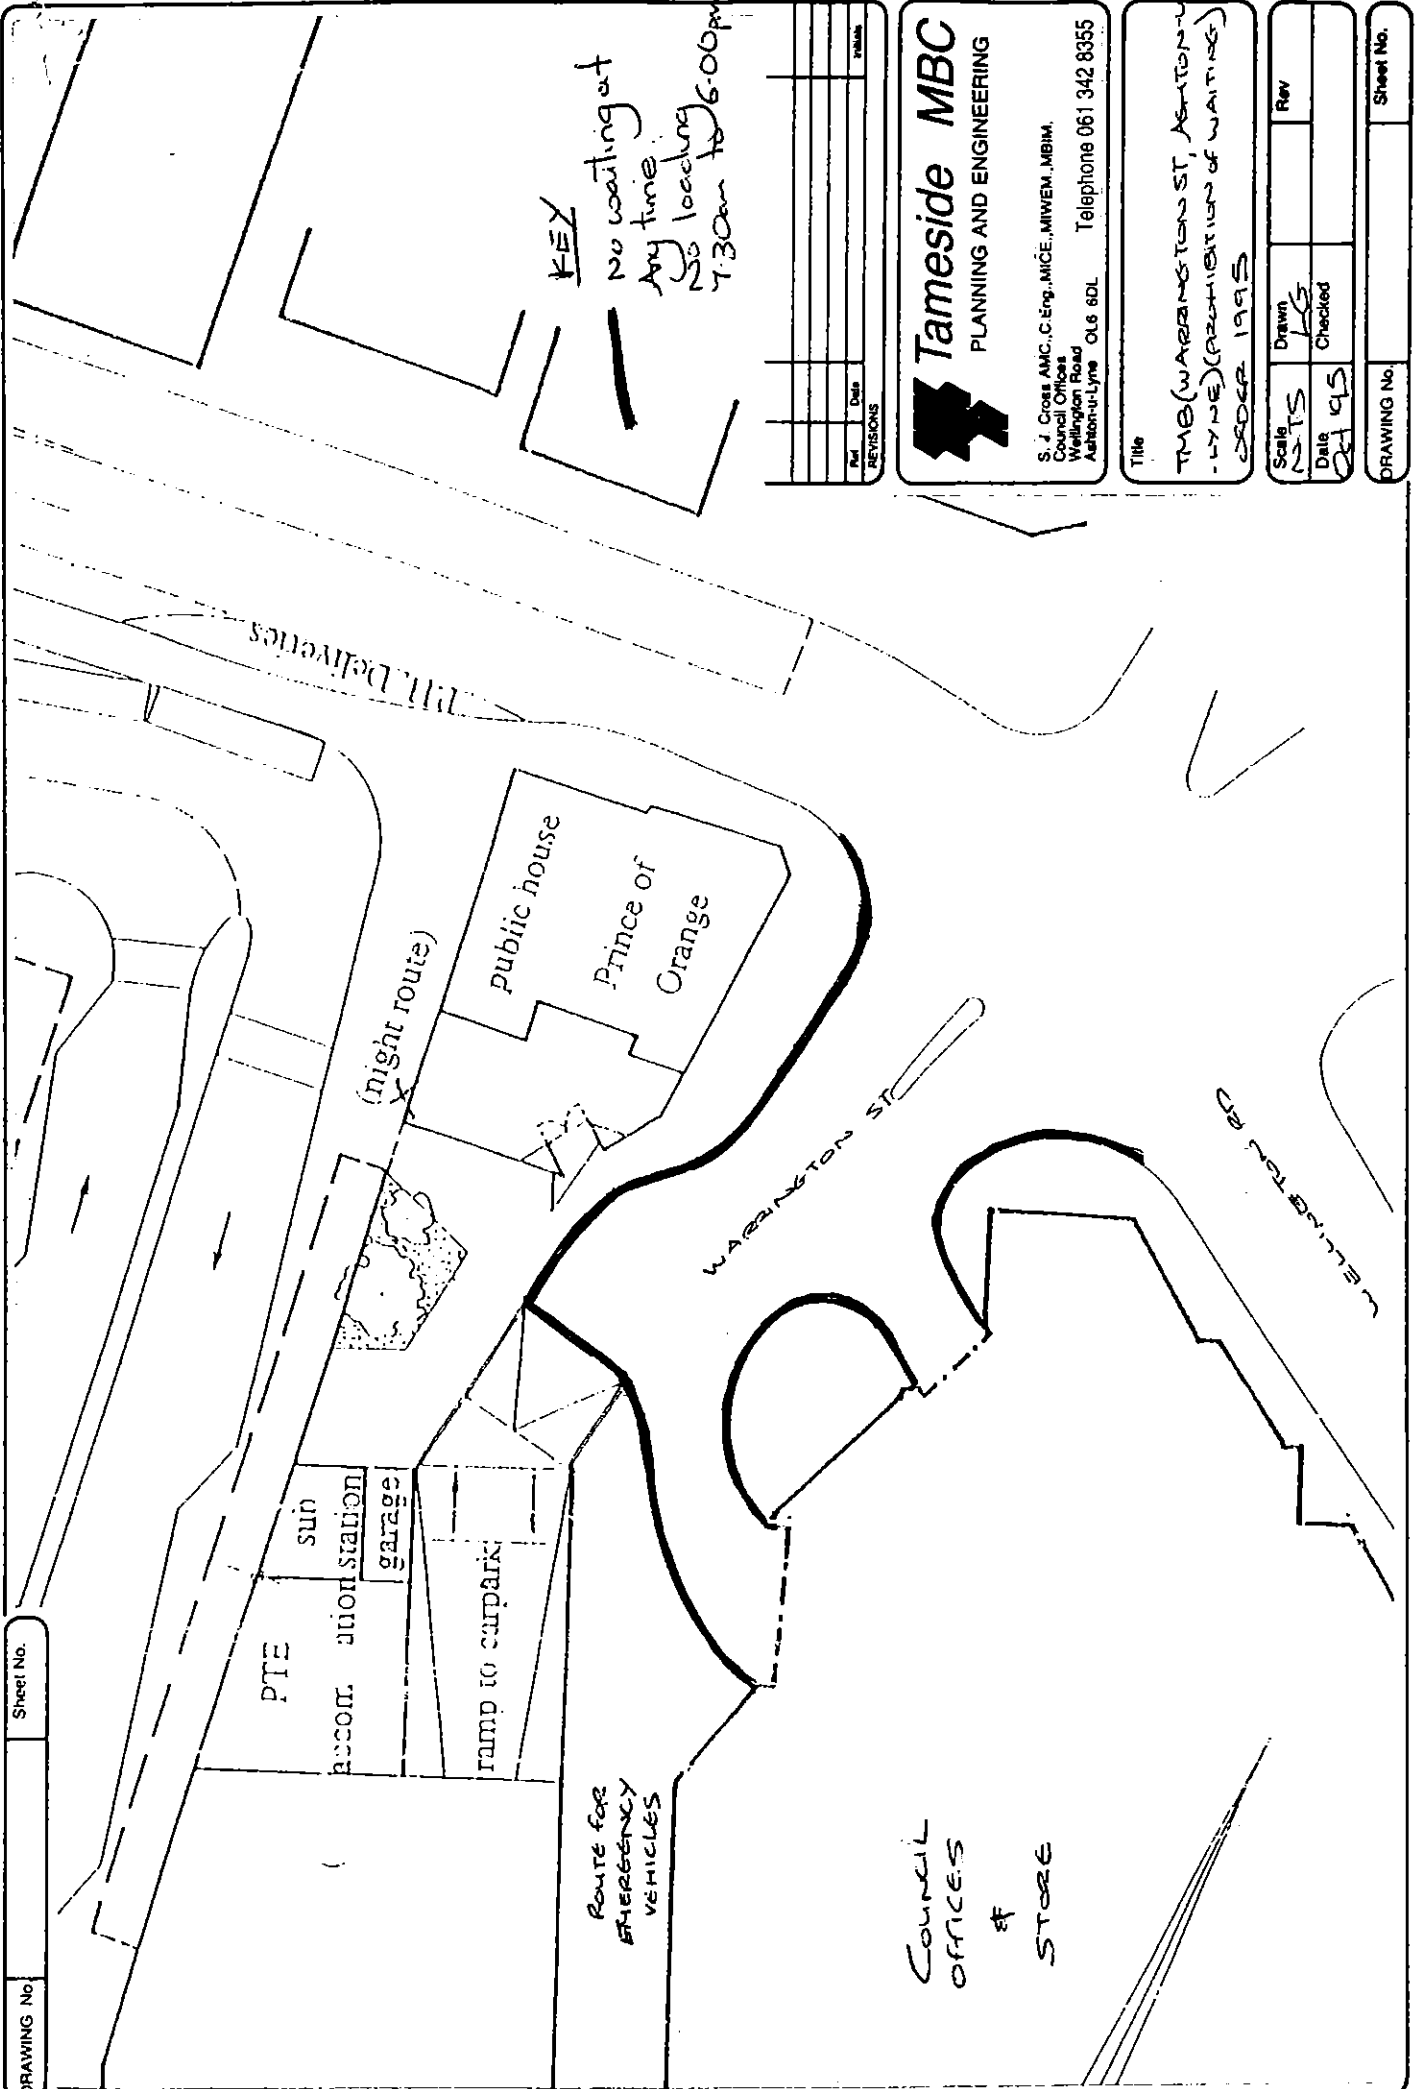 Sheet No.
DRAWING No.
KEY
No waiting at
Any time
No loading
7.30am to 6.00pm
P.H. Deliveries
(night route)
public house
Prince of
Orange
sun
PTE
accom.
station
garage
ramp to carpark
ROUTE FOR
EMERGENCY
VEHICLES
WARRINGTON ST
WELLINGTON RD
COUNCIL
OFFICES
&
STORE
Ref Date Initials
REVISIONS
Tameside MBC
PLANNING AND ENGINEERING
S. J. Cross AMC.,C.Eng.,MICE.,MIWEM.,MBIM.
Council Offices
Wellington Road
Ashton-u-Lyne OL6 6DL Telephone 061 342 8355
Title
TMB (WARRINGTON ST, ASHTON-U
-LYNE) (PROHIBITION OF WAITING)
ORDER 1995
Scale NTS Drawn LG Rev
Date Oct 95 Checked
DRAWING No. Sheet No.